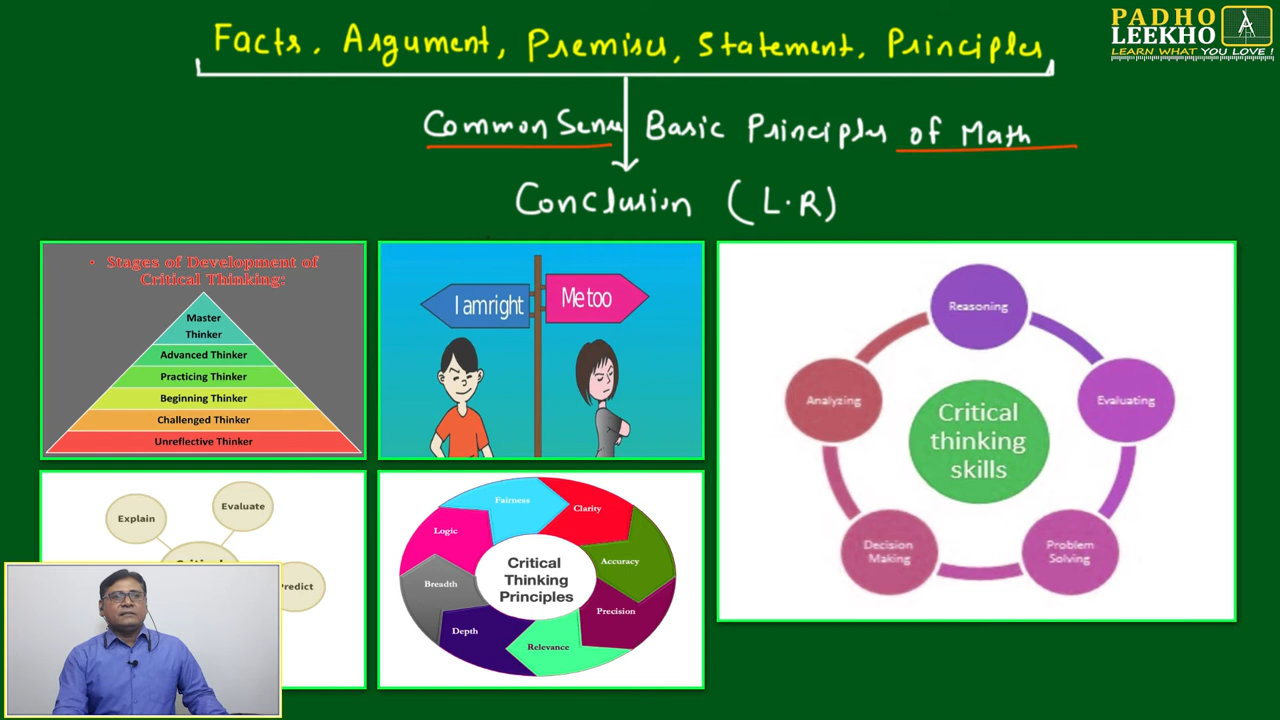 Facts, Argument, Premises, Statement, Principles
PADHO
LEEKHO
LEARN WHAT YOU LOVE !
Common Sense
Basic Principles of Math
Conclusion (L.R)
• Stages of Development of
Critical Thinking:
Master
Thinker
Advanced Thinker
Practicing Thinker
Beginning Thinker
Challenged Thinker
Unreflective Thinker
I am right
Me too
Reasoning
Evaluating
Problem
Solving
Decision
Making
Analyzing
Critical
thinking
skills
Explain
Evaluate
Predict
Fairness
Clarity
Accuracy
Precision
Relevance
Depth
Breadth
Logic
Critical
Thinking
Principles